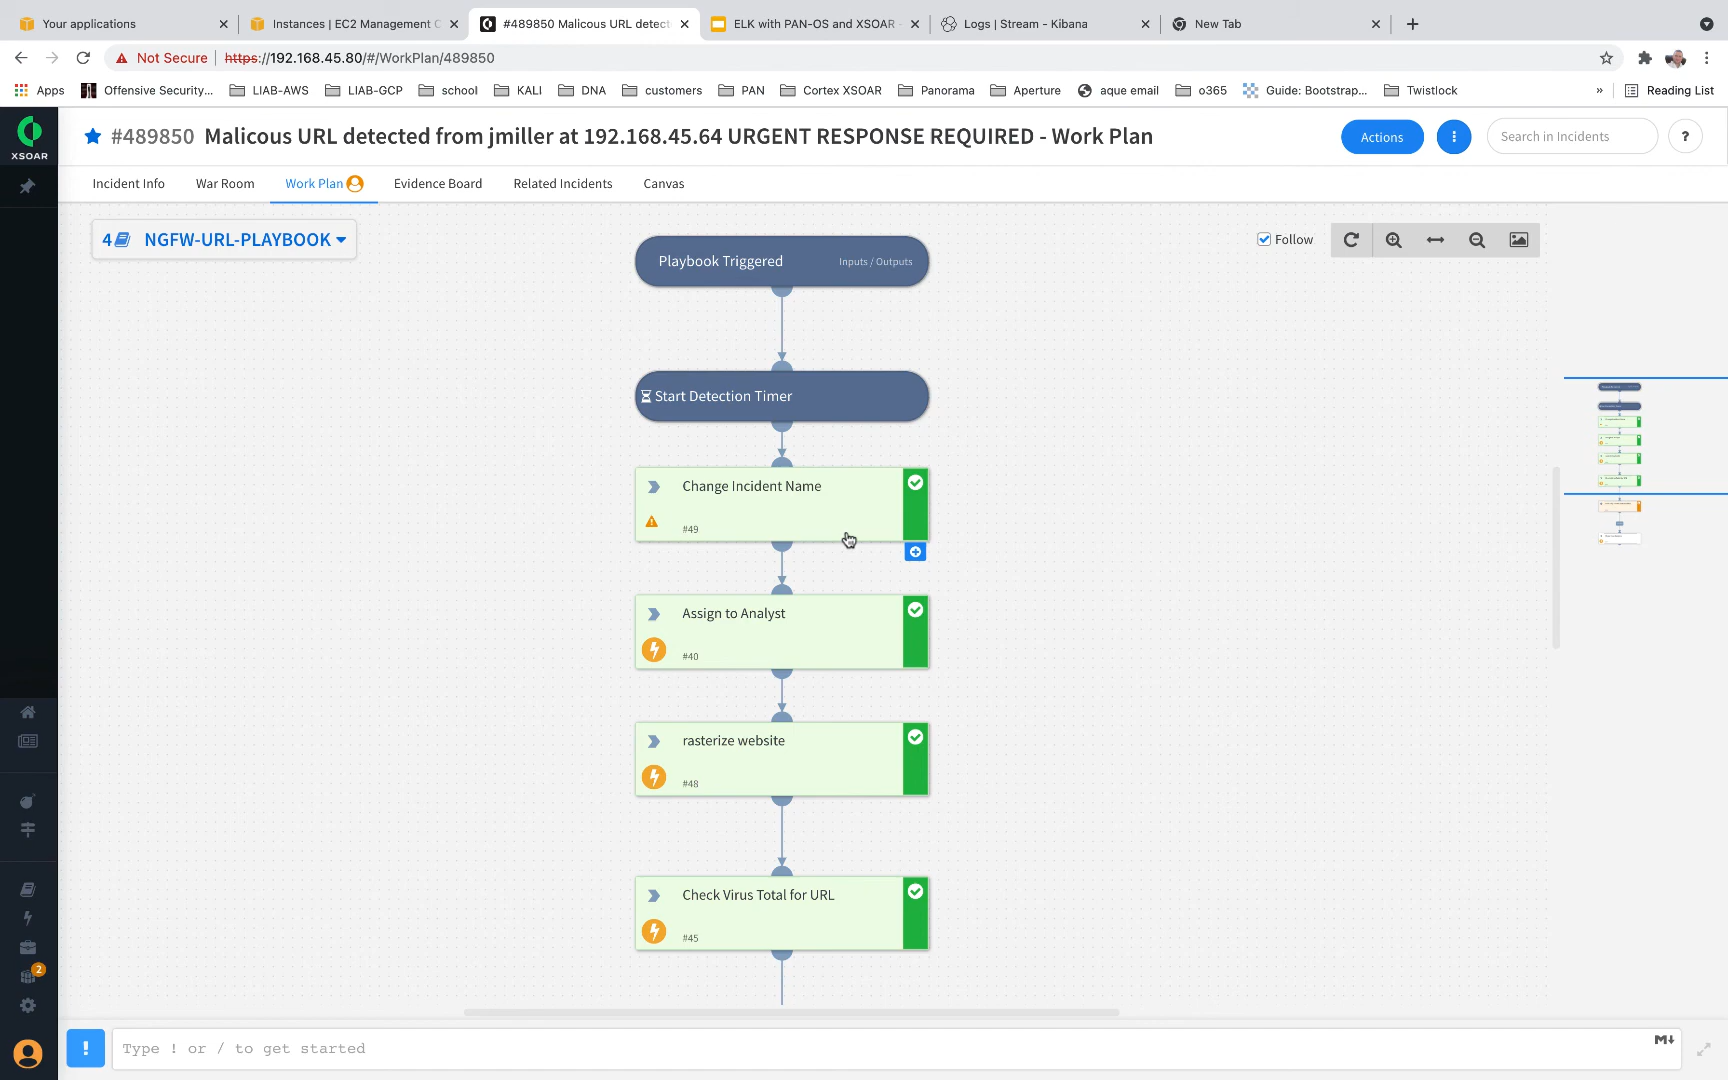 Your applications
Instances | EC2 Management C
#489850 Malicous URL detect
ELK with PAN-OS and XSOAR -
Logs | Stream - Kibana
New Tab
Not Secure
https://192.168.45.80/#/WorkPlan/489850
Apps
Offensive Security...
LIAB-AWS
LIAB-GCP
school
KALI
DNA
customers
PAN
Cortex XSOAR
Panorama
Aperture
aque email
o365
Guide: Bootstrap...
Twistlock
»
Reading List
XSOAR
#489850 Malicous URL detected from jmiller at 192.168.45.64 URGENT RESPONSE REQUIRED - Work Plan
Actions
Search in Incidents
?
Incident Info
War Room
Work Plan
Evidence Board
Related Incidents
Canvas
4 NGFW-URL-PLAYBOOK
Follow
Playbook Triggered
Inputs / Outputs
Start Detection Timer
Change Incident Name
#49
Assign to Analyst
#40
rasterize website
#48
Check Virus Total for URL
#45
2
!
Type ! or / to get started
M